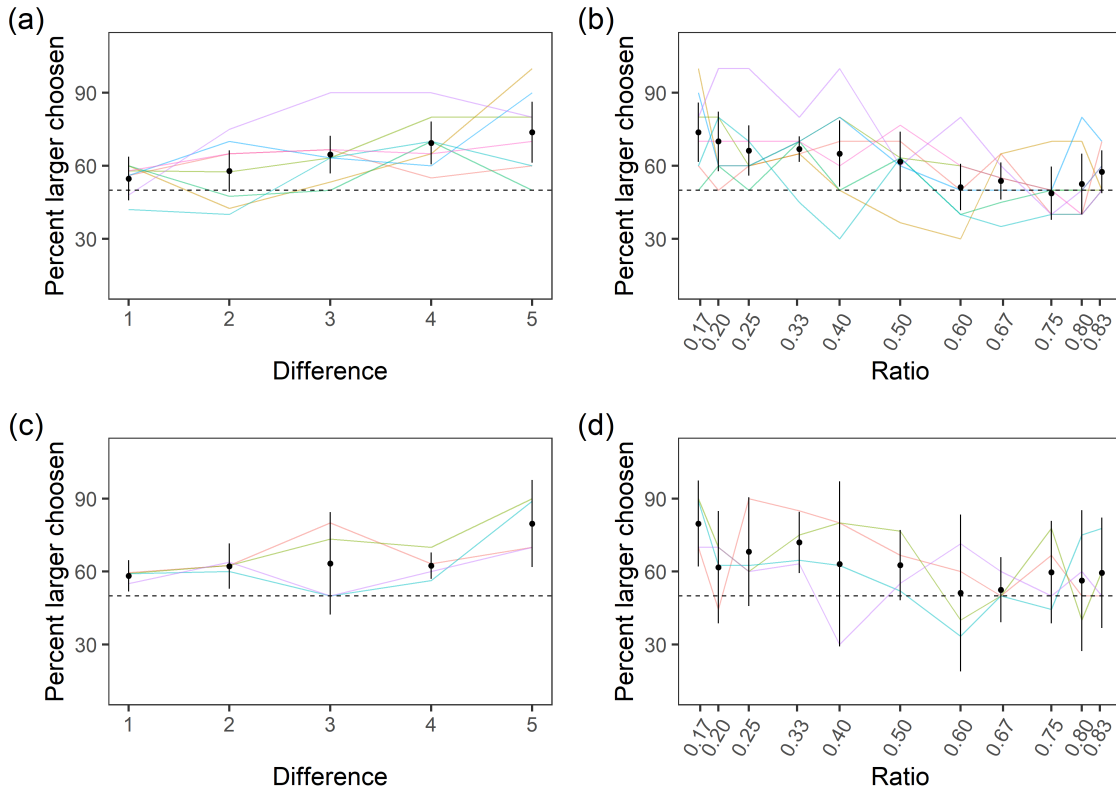 (a)
Percent larger choosen
90
60
30
1 2 3 4 5
Difference
(b)
Percent larger choosen
90
60
30
0.17 0.20 0.25 0.33 0.40 0.50 0.60 0.67 0.75 0.80 0.83
Ratio
(c)
Percent larger choosen
90
60
30
1 2 3 4 5
Difference
(d)
Percent larger choosen
90
60
30
0.17 0.20 0.25 0.33 0.40 0.50 0.60 0.67 0.75 0.80 0.83
Ratio